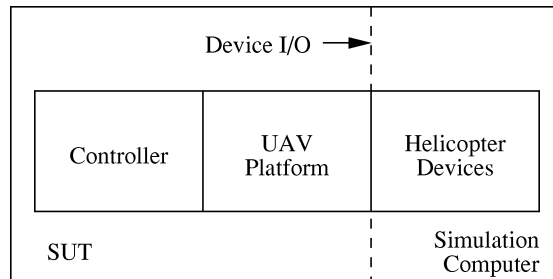 Device I/O
Controller
UAV
Platform
Helicopter
Devices
SUT
Simulation
Computer